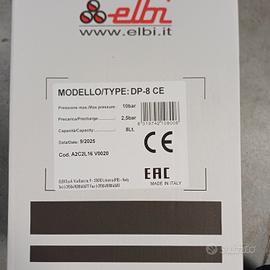 elbi
www.elbi.it
MODELLO/TYPE: DP-8 CE
Pressione max./Max pressure 10bar
Precarica/Precharge 2,5bar
Capacità/Capacity 8Lt.
Data/Date 9/2025
Cod. A2C2L16 V0020
CE
EAC
MADE IN ITALY
subito